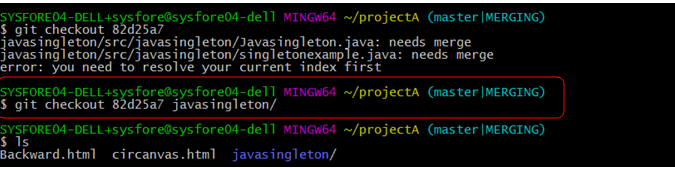 SYSFORE04-DELL+sysfore@sysfore04-dell MINGW64 ~/projectA (master|MERGING)
$ git checkout 82d25a7
javasingleton/src/javasingleton/Javasingleton.java: needs merge
javasingleton/src/javasingleton/singletonexample.java: needs merge
error: you need to resolve your current index first
SYSFORE04-DELL+sysfore@sysfore04-dell MINGW64 ~/projectA (master|MERGING)
$ git checkout 82d25a7 javasingleton/
SYSFORE04-DELL+sysfore@sysfore04-dell MINGW64 ~/projectA (master|MERGING)
$ ls
Backward.html circanvas.html javasingleton/